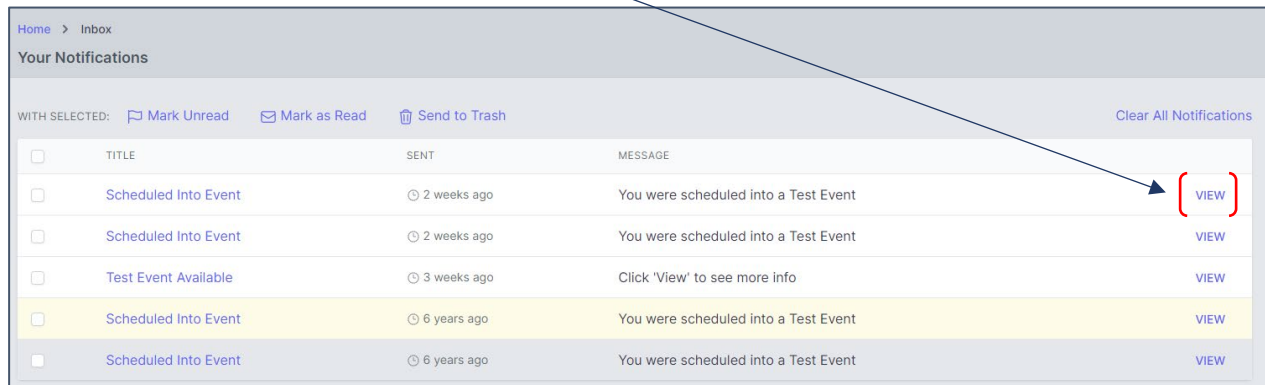 Home > Inbox
Your Notifications
WITH SELECTED: Mark Unread Mark as Read Send to Trash Clear All Notifications
TITLE SENT MESSAGE
Scheduled Into Event 2 weeks ago You were scheduled into a Test Event VIEW
Scheduled Into Event 2 weeks ago You were scheduled into a Test Event VIEW
Test Event Available 3 weeks ago Click 'View' to see more info VIEW
Scheduled Into Event 6 years ago You were scheduled into a Test Event VIEW
Scheduled Into Event 6 years ago You were scheduled into a Test Event VIEW